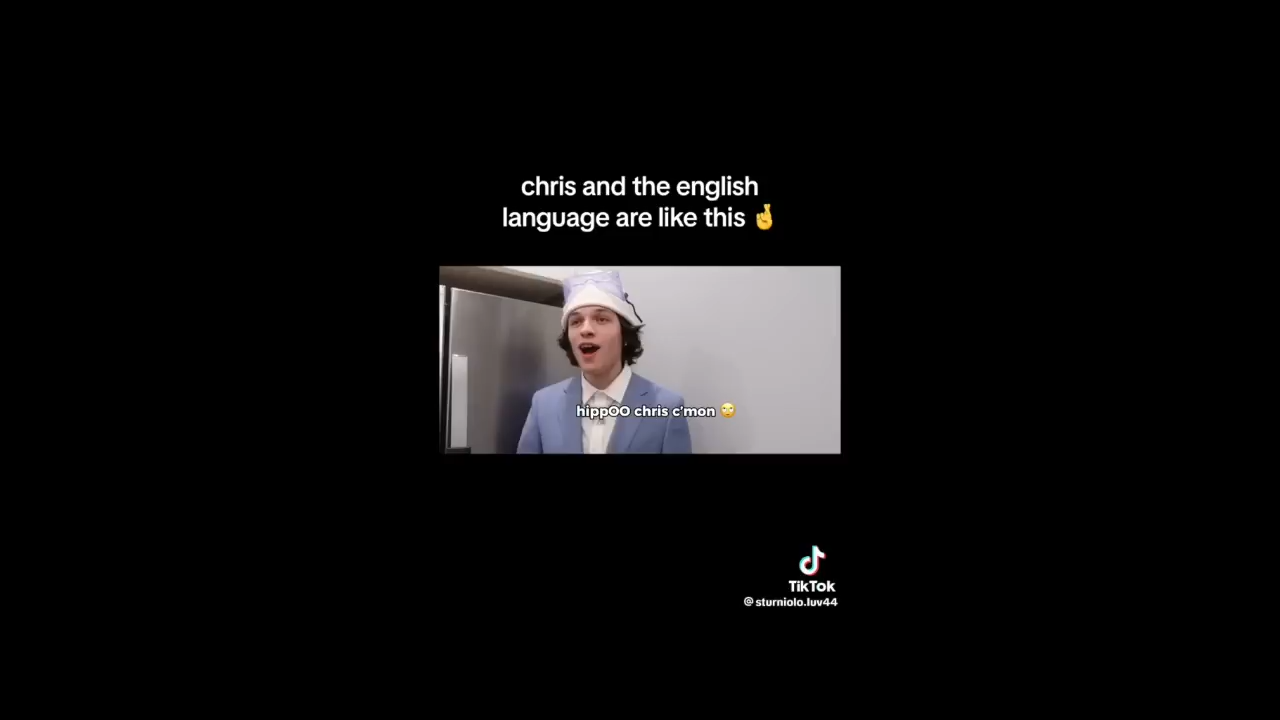 chris and the english
language are like this 🤞
hippOO chris c'mon 🙄
TikTok
@sturniolo.luv44